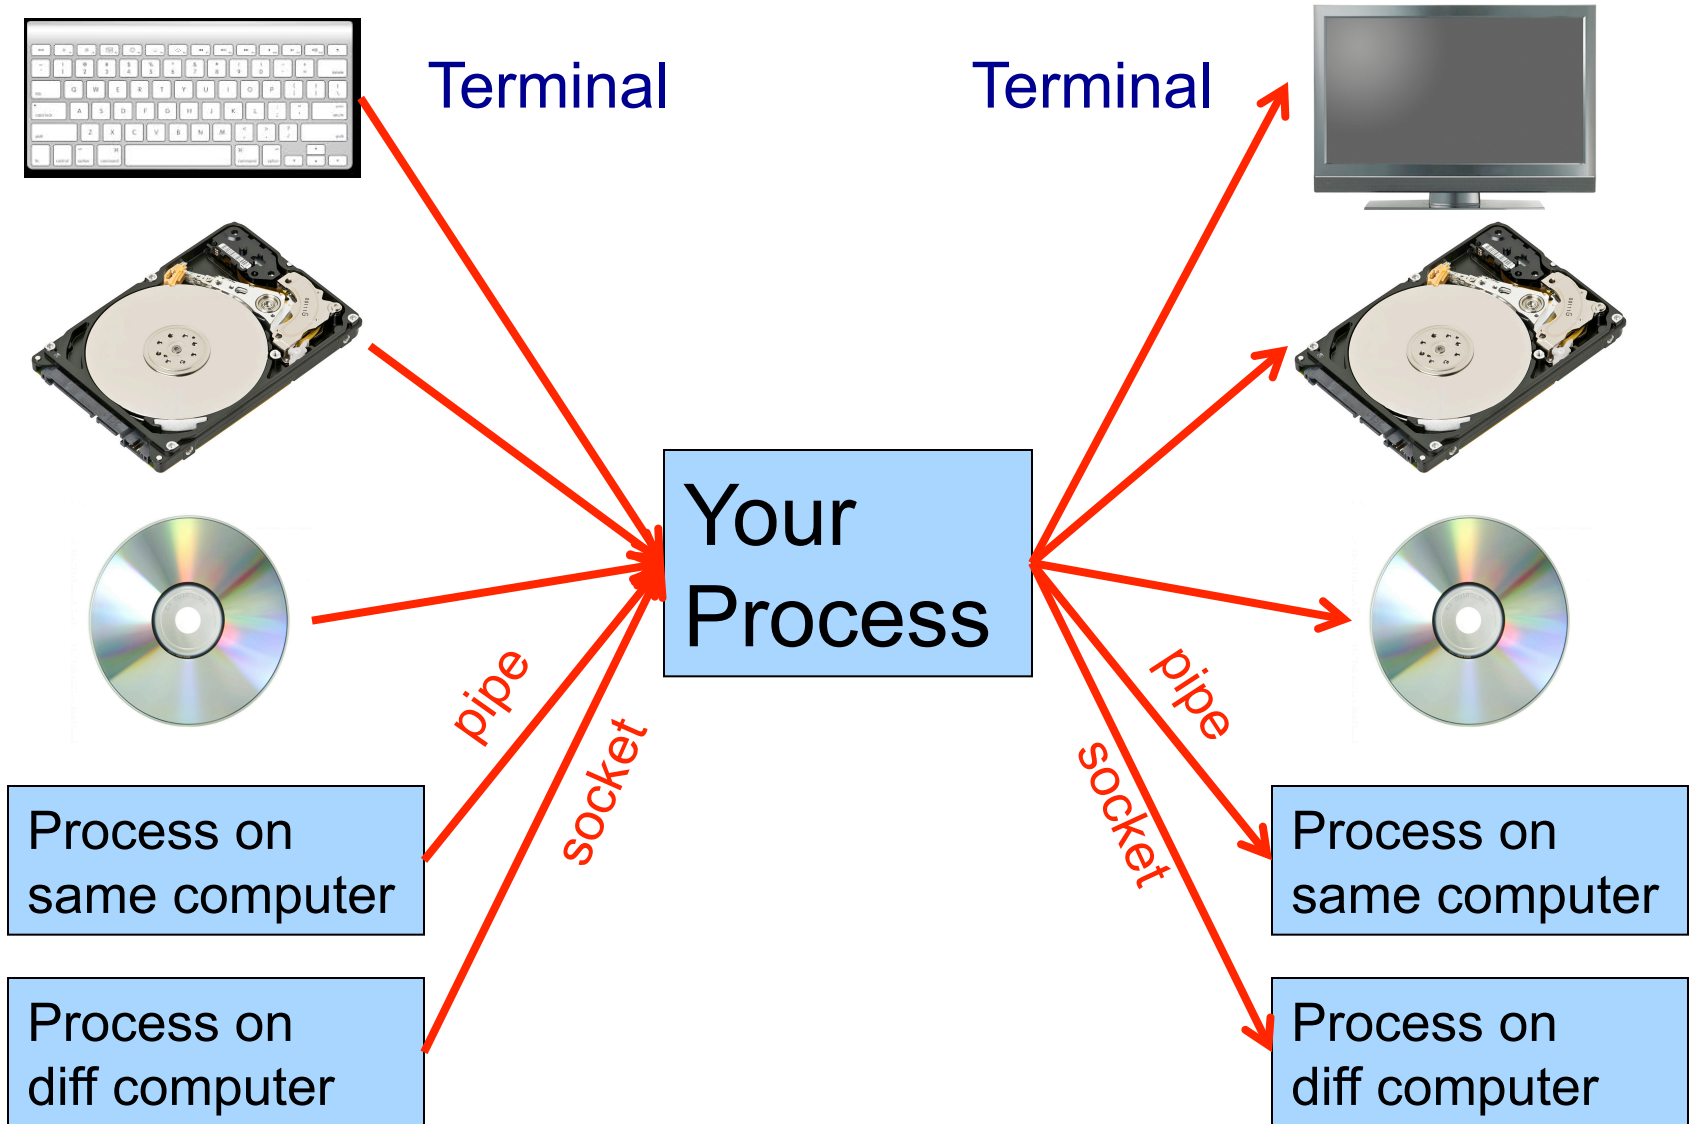 Terminal
Terminal
Your
Process
pipe
socket
pipe
socket
Process on
same computer
Process on
diff computer
Process on
same computer
Process on
diff computer